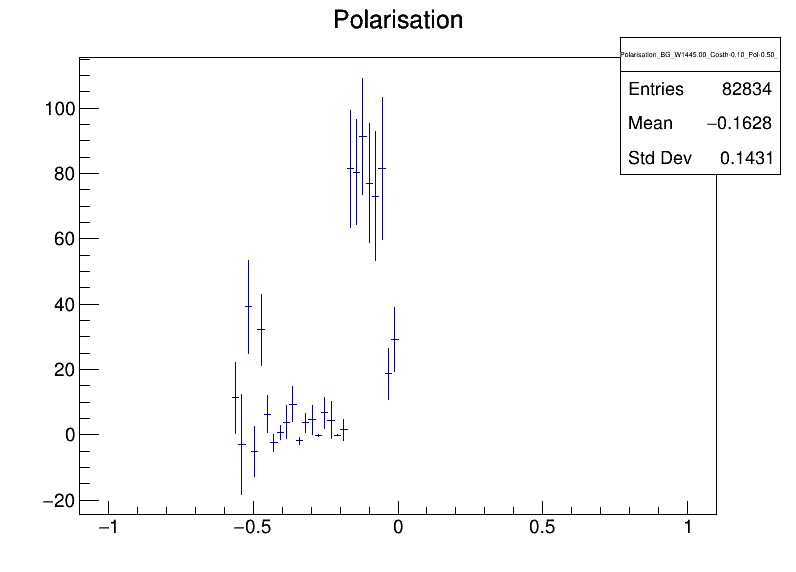 Polarisation
Polarisation_BG_W1445.00_Costh-0.10_Pol-0.50_
Entries 82834
Mean −0.1628
Std Dev 0.1431
100
80
60
40
20
0
−20
−1 −0.5 0 0.5 1